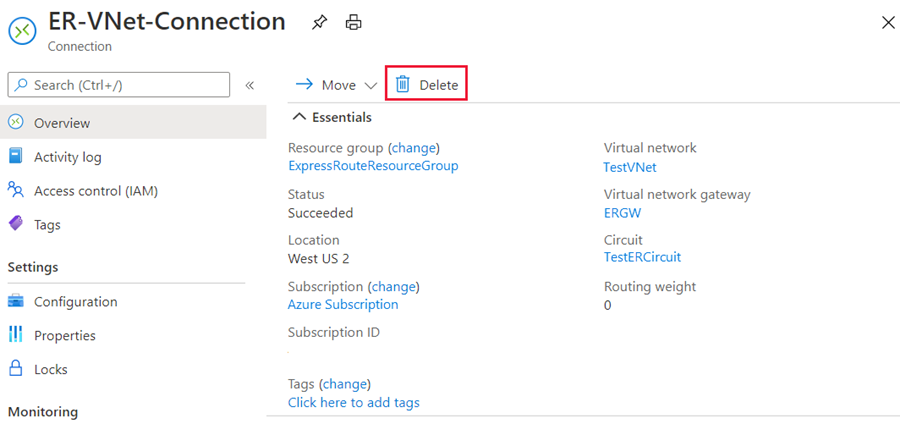 ER-VNet-Connection
Connection
Search (Ctrl+/)
«
Overview
Activity log
Access control (IAM)
Tags
Settings
Configuration
Properties
Locks
Monitoring
Move
Delete
Essentials
Resource group (change)
ExpressRouteResourceGroup
Status
Succeeded
Location
West US 2
Subscription (change)
Azure Subscription
Subscription ID
Tags (change)
Click here to add tags
Virtual network
TestVNet
Virtual network gateway
ERGW
Circuit
TestERCircuit
Routing weight
0